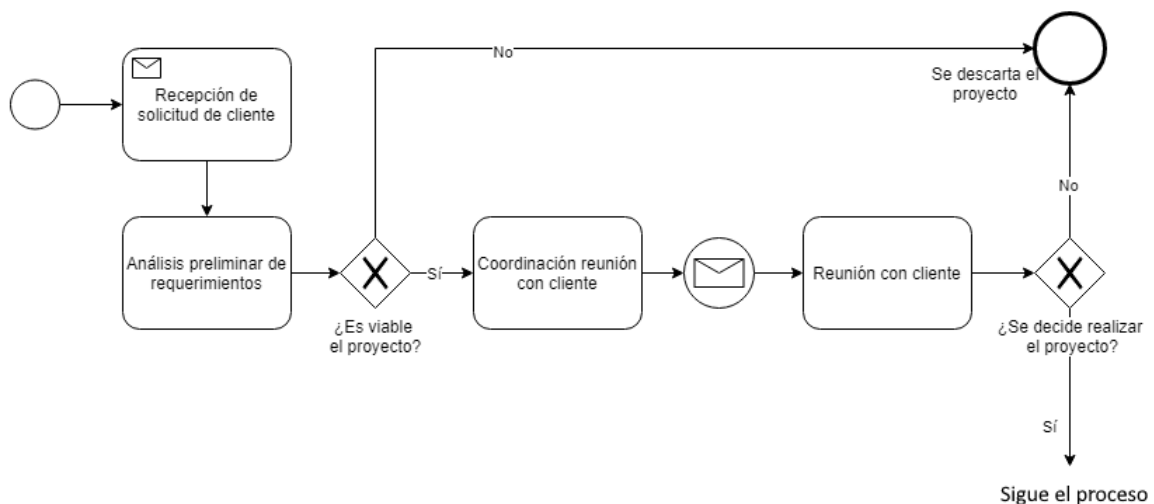 No
Recepción de
solicitud de cliente
Se descarta el
proyecto
No
Análisis preliminar de
requerimientos
Sí
Coordinación reunión
con cliente
Reunión con cliente
¿Es viable
el proyecto?
¿Se decide realizar
el proyecto?
Sí
Sigue el proceso